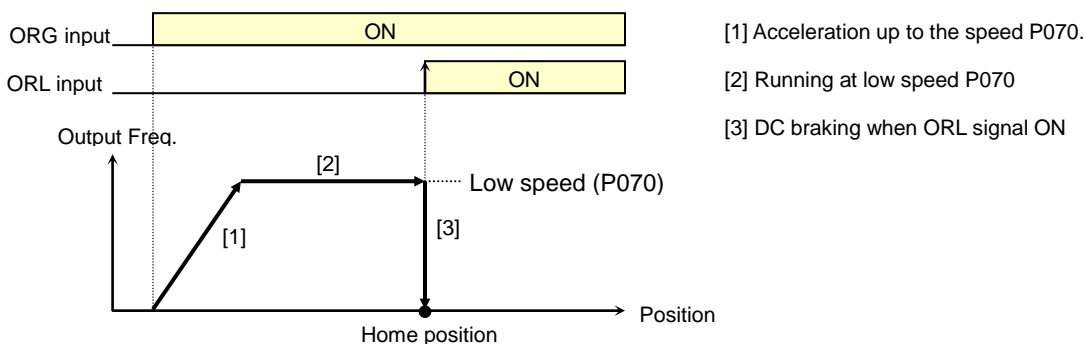 ORG input
ON
ORL input
ON
Output Freq.
[2]
Low speed (P070)
[1]
[3]
Position
Home position
[1] Acceleration up to the speed P070.
[2] Running at low speed P070
[3] DC braking when ORL signal ON